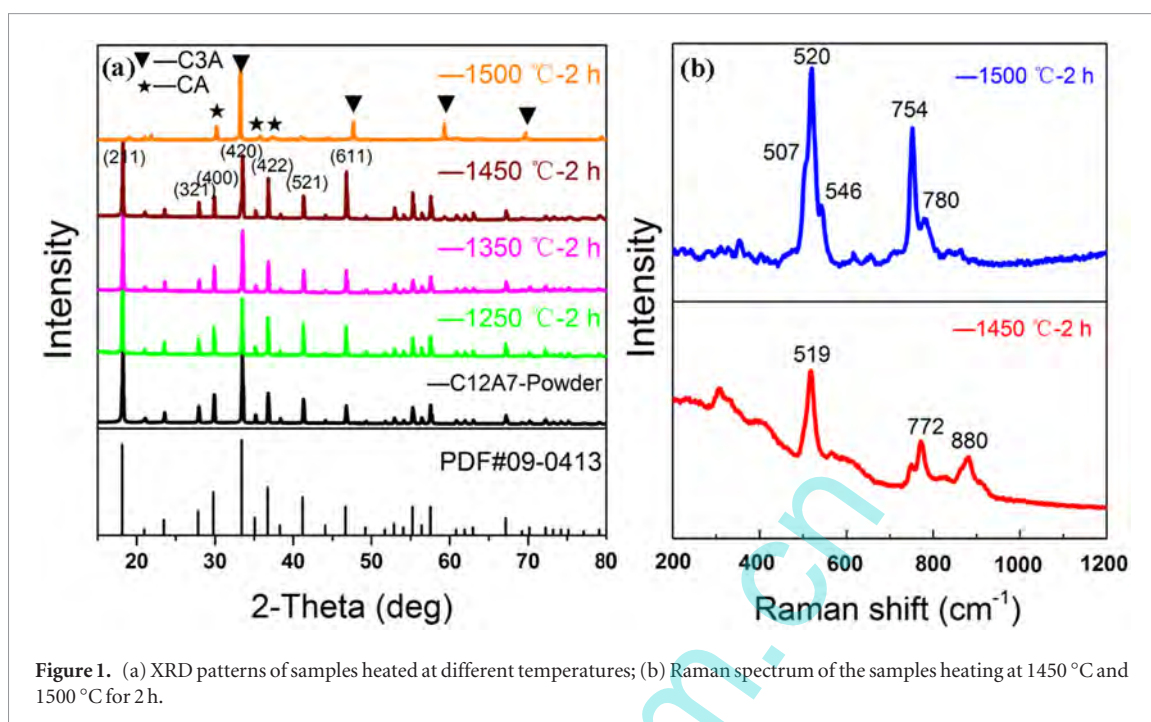 (a)
▼—C3A
★—CA
—1500 ℃-2 h
(211)
(321)
(400)
(420)
(422)
(521)
(611)
—1450 ℃-2 h
—1350 ℃-2 h
—1250 ℃-2 h
—C12A7-Powder
PDF#09-0413
Intensity
20 30 40 50 60 70 80
2-Theta (deg)
(b)
520
—1500 ℃-2 h
754
507
546
780
—1450 ℃-2 h
519
772
880
Intensity
200 400 600 800 1000 1200
Raman shift (cm⁻¹)
Figure 1. (a) XRD patterns of samples heated at different temperatures; (b) Raman spectrum of the samples heating at 1450 °C and
1500 °C for 2 h.
m.cn